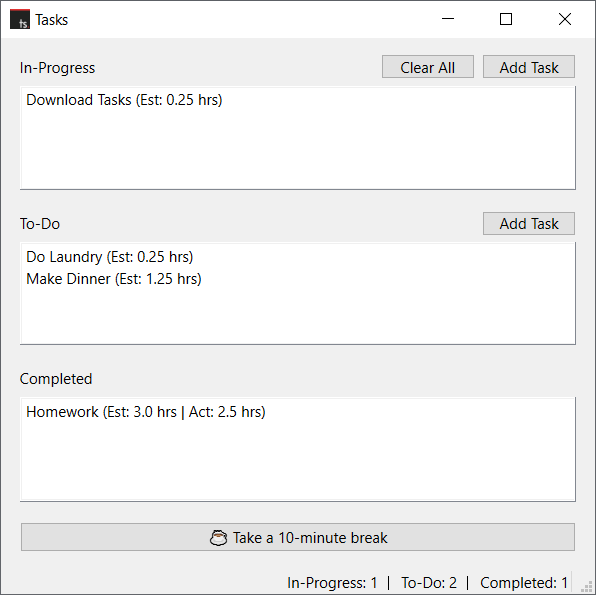 ts Tasks
In-Progress Clear All Add Task
Download Tasks (Est: 0.25 hrs)
To-Do Add Task
Do Laundry (Est: 0.25 hrs)
Make Dinner (Est: 1.25 hrs)
Completed
Homework (Est: 3.0 hrs | Act: 2.5 hrs)
Take a 10-minute break
In-Progress: 1 | To-Do: 2 | Completed: 1